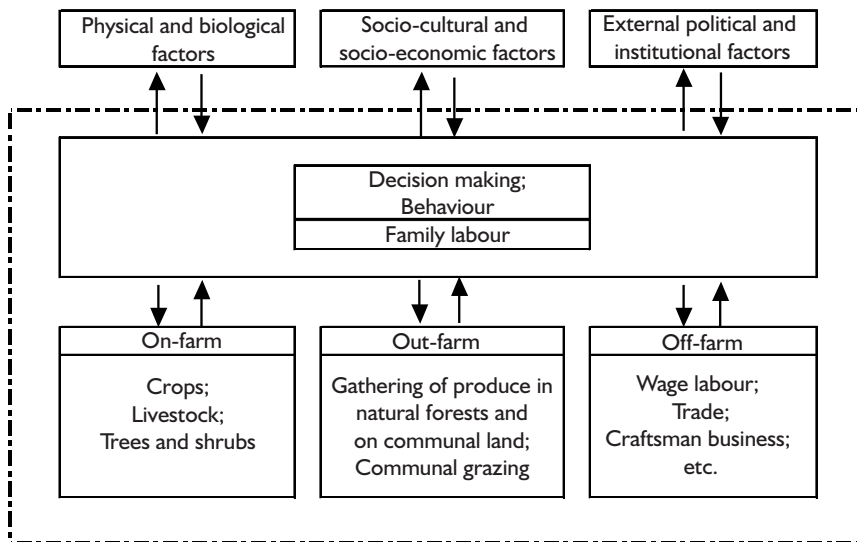 Physical and biological
factors
Socio-cultural and
socio-economic factors
External political and
institutional factors
Decision making;
Behaviour
Family labour
On-farm
Crops;
Livestock;
Trees and shrubs
Out-farm
Gathering of produce in
natural forests and
on communal land;
Communal grazing
Off-farm
Wage labour;
Trade;
Craftsman business;
etc.